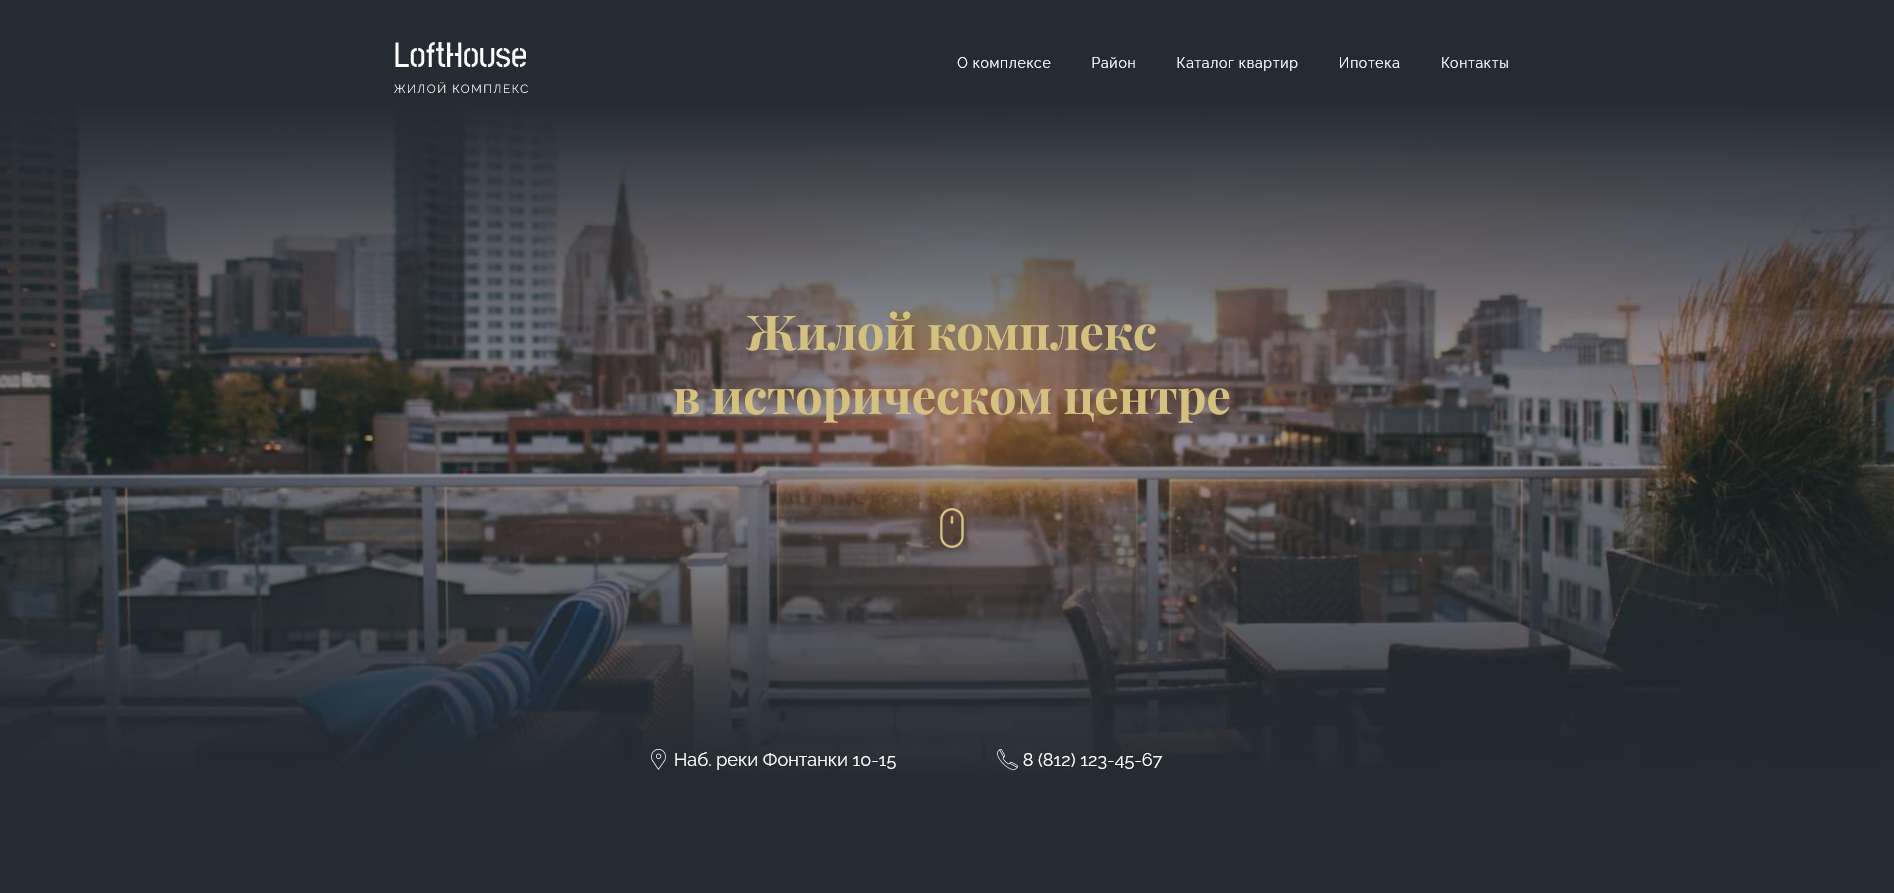 LoftHouse
ЖИЛОЙ КОМПЛЕКС
О комплексе
Район
Каталог квартир
Ипотека
Контакты
Жилой комплекс
в историческом центре
Наб. реки Фонтанки 10-15
8 (812) 123-45-67